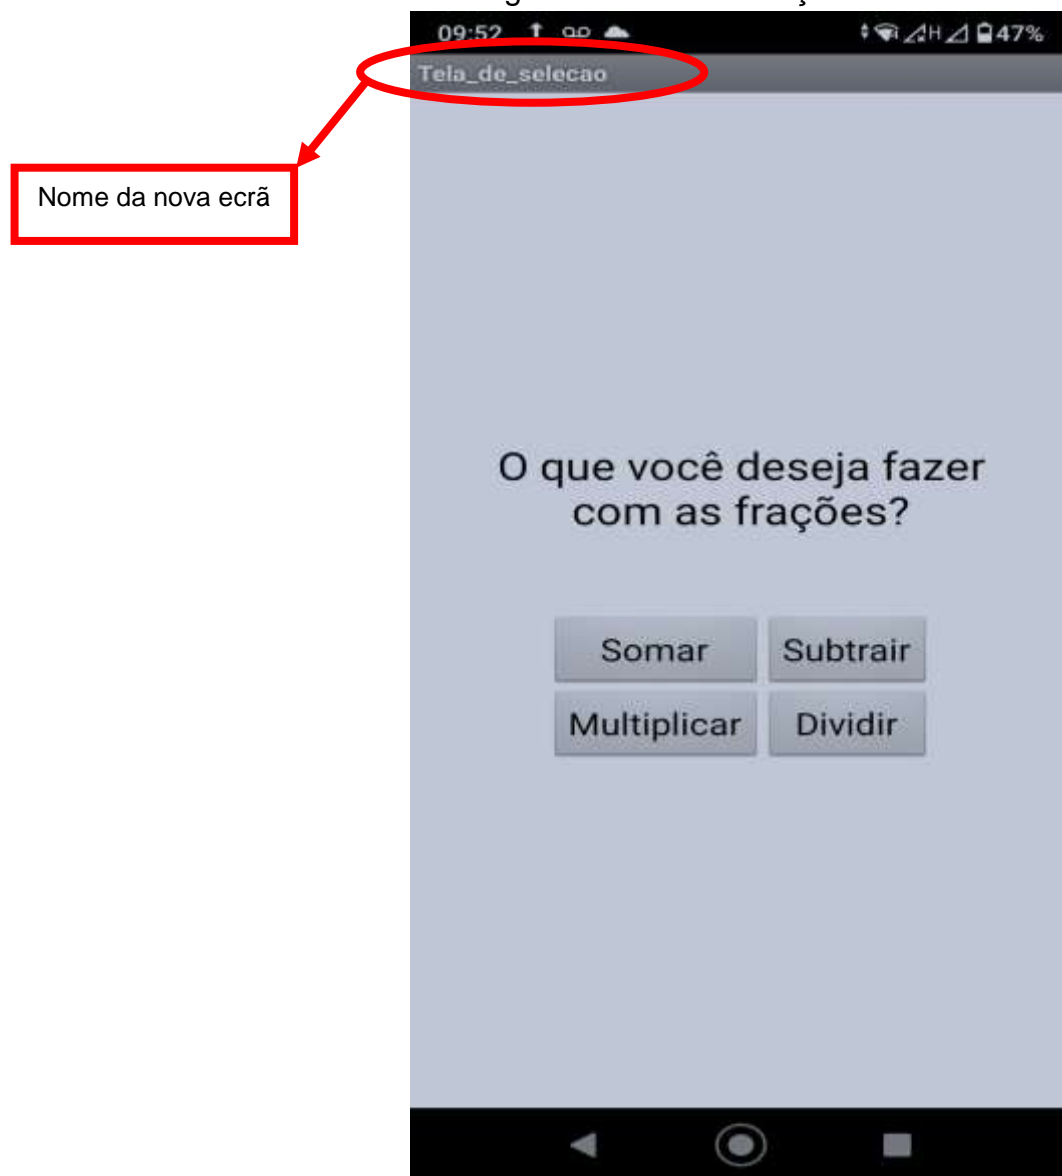 09:52 H 47%
Tela_de_selecao
Nome da nova ecrã
O que você deseja fazer
com as frações?
Somar Subtrair
Multiplicar Dividir